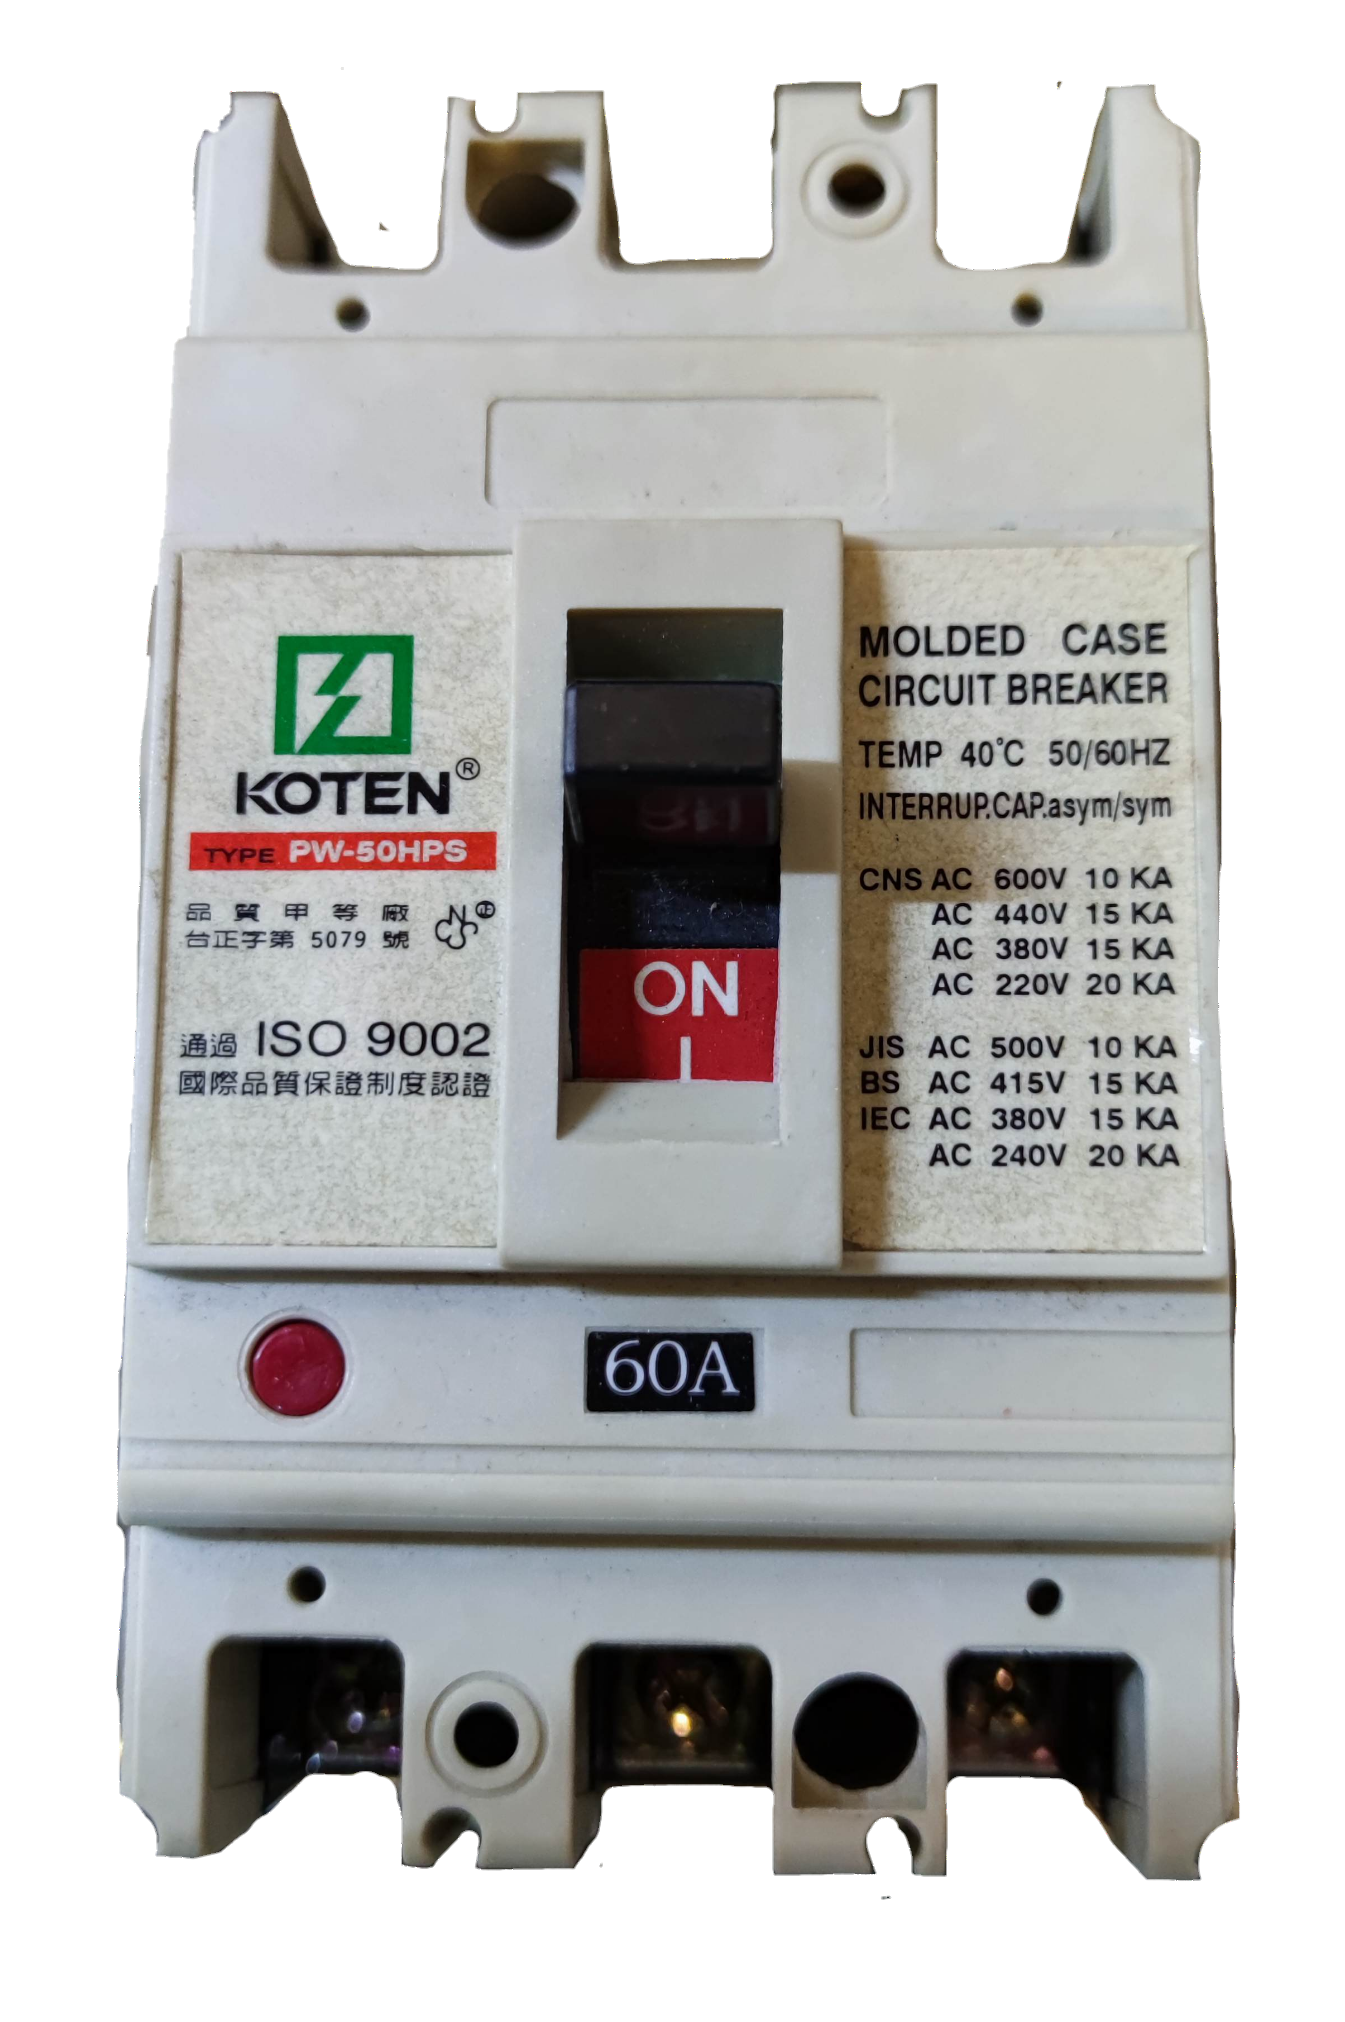 KOTEN®
TYPE PW-50HPS
品質甲等廠
台正字第 5079 號
通過 ISO 9002
國際品質保證制度認證
ON
MOLDED CASE
CIRCUIT BREAKER
TEMP 40°C 50/60HZ
INTERRUP.CAP.asym/sym
CNS AC 600V 10 KA
AC 440V 15 KA
AC 380V 15 KA
AC 220V 20 KA
JIS AC 500V 10 KA
BS AC 415V 15 KA
IEC AC 380V 15 KA
AC 240V 20 KA
60A